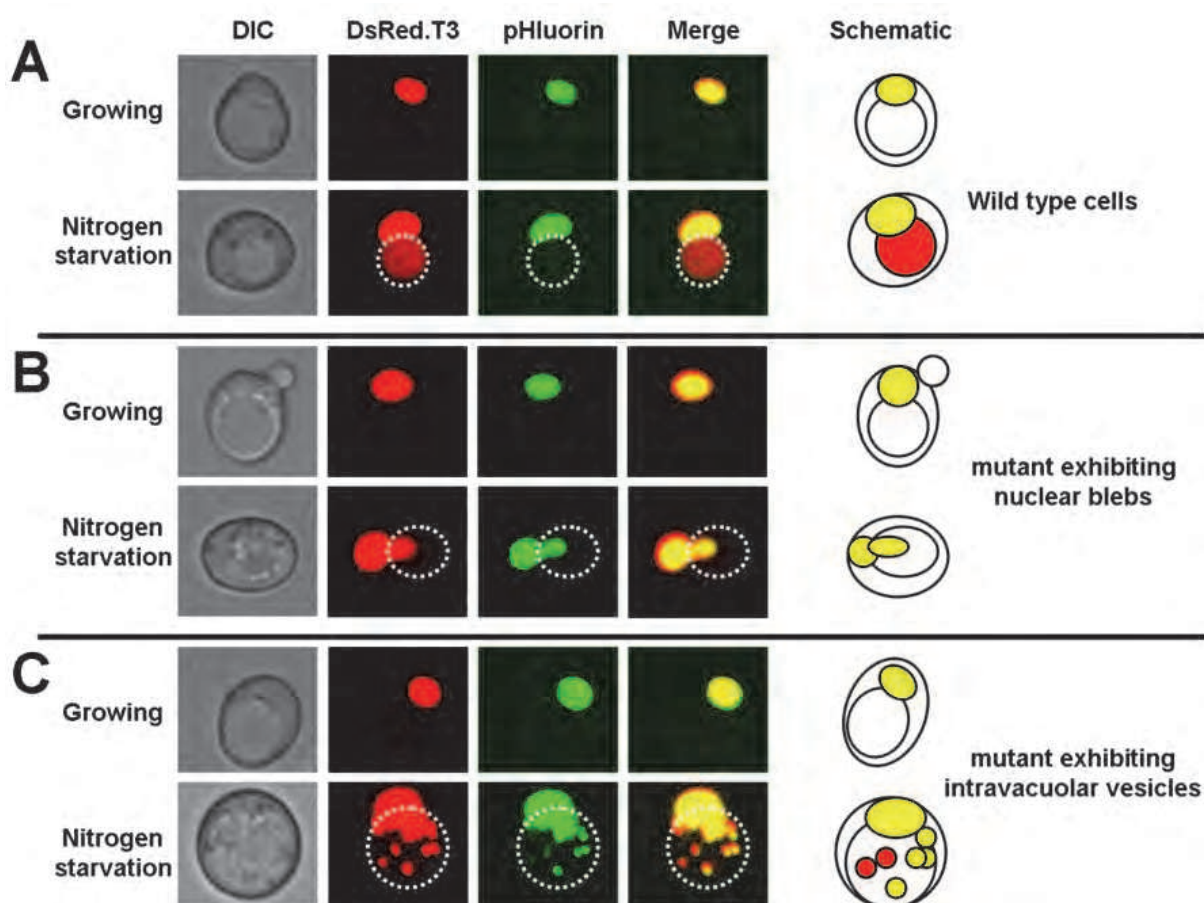 DIC DsRed.T3 pHluorin Merge Schematic
A
Growing
Nitrogen
starvation
Wild type cells
B
Growing
Nitrogen
starvation
mutant exhibiting
nuclear blebs
C
Growing
Nitrogen
starvation
mutant exhibiting
intravacuolar vesicles